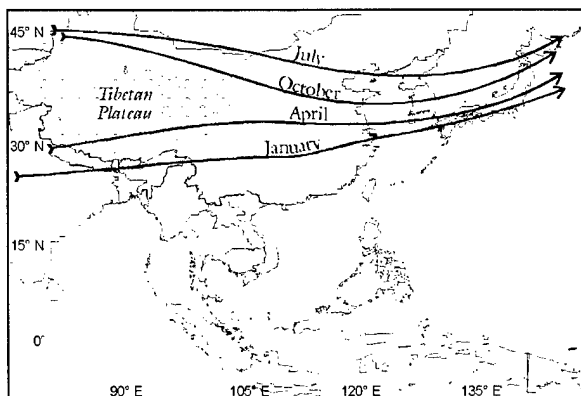 45° N
July
October
Tibetan
Plateau
April
30° N
January
15° N
0°
90° E
105° E
120° E
135° E